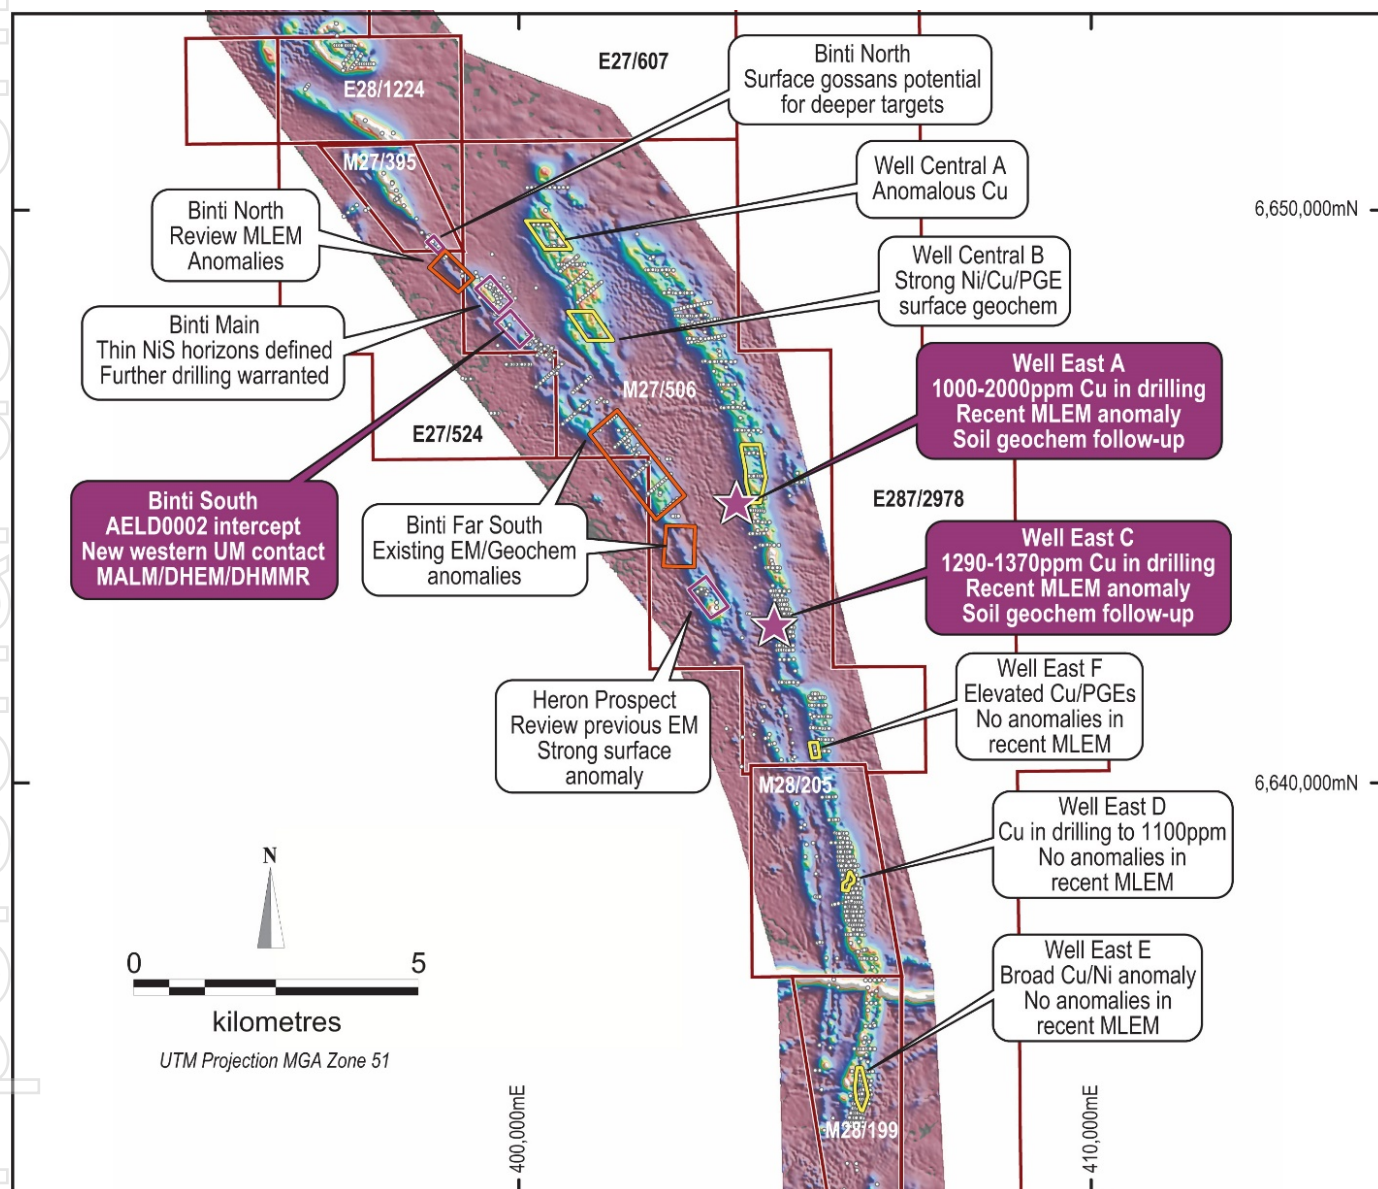 E27/607
Binti North
Surface gossans potential
for deeper targets
E28/1224
M27/395
Well Central A
Anomalous Cu
6,650,000mN
Binti North
Review MLEM
Anomalies
Well Central B
Strong Ni/Cu/PGE
surface geochem
Binti Main
Thin NiS horizons defined
Further drilling warranted
M27/506
Well East A
1000-2000ppm Cu in drilling
Recent MLEM anomaly
Soil geochem follow-up
E27/524
E287/2978
Binti South
AELD0002 intercept
New western UM contact
MALM/DHEM/DHMMR
Binti Far South
Existing EM/Geochem
anomalies
Well East C
1290-1370ppm Cu in drilling
Recent MLEM anomaly
Soil geochem follow-up
Well East F
Elevated Cu/PGEs
No anomalies in
recent MLEM
Heron Prospect
Review previous EM
Strong surface
anomaly
M28/205
6,640,000mN
Well East D
Cu in drilling to 1100ppm
No anomalies in
recent MLEM
N
0 5
kilometres
UTM Projection MGA Zone 51
Well East E
Broad Cu/Ni anomaly
No anomalies in
recent MLEM
M28/199
400,000mE
410,000mE